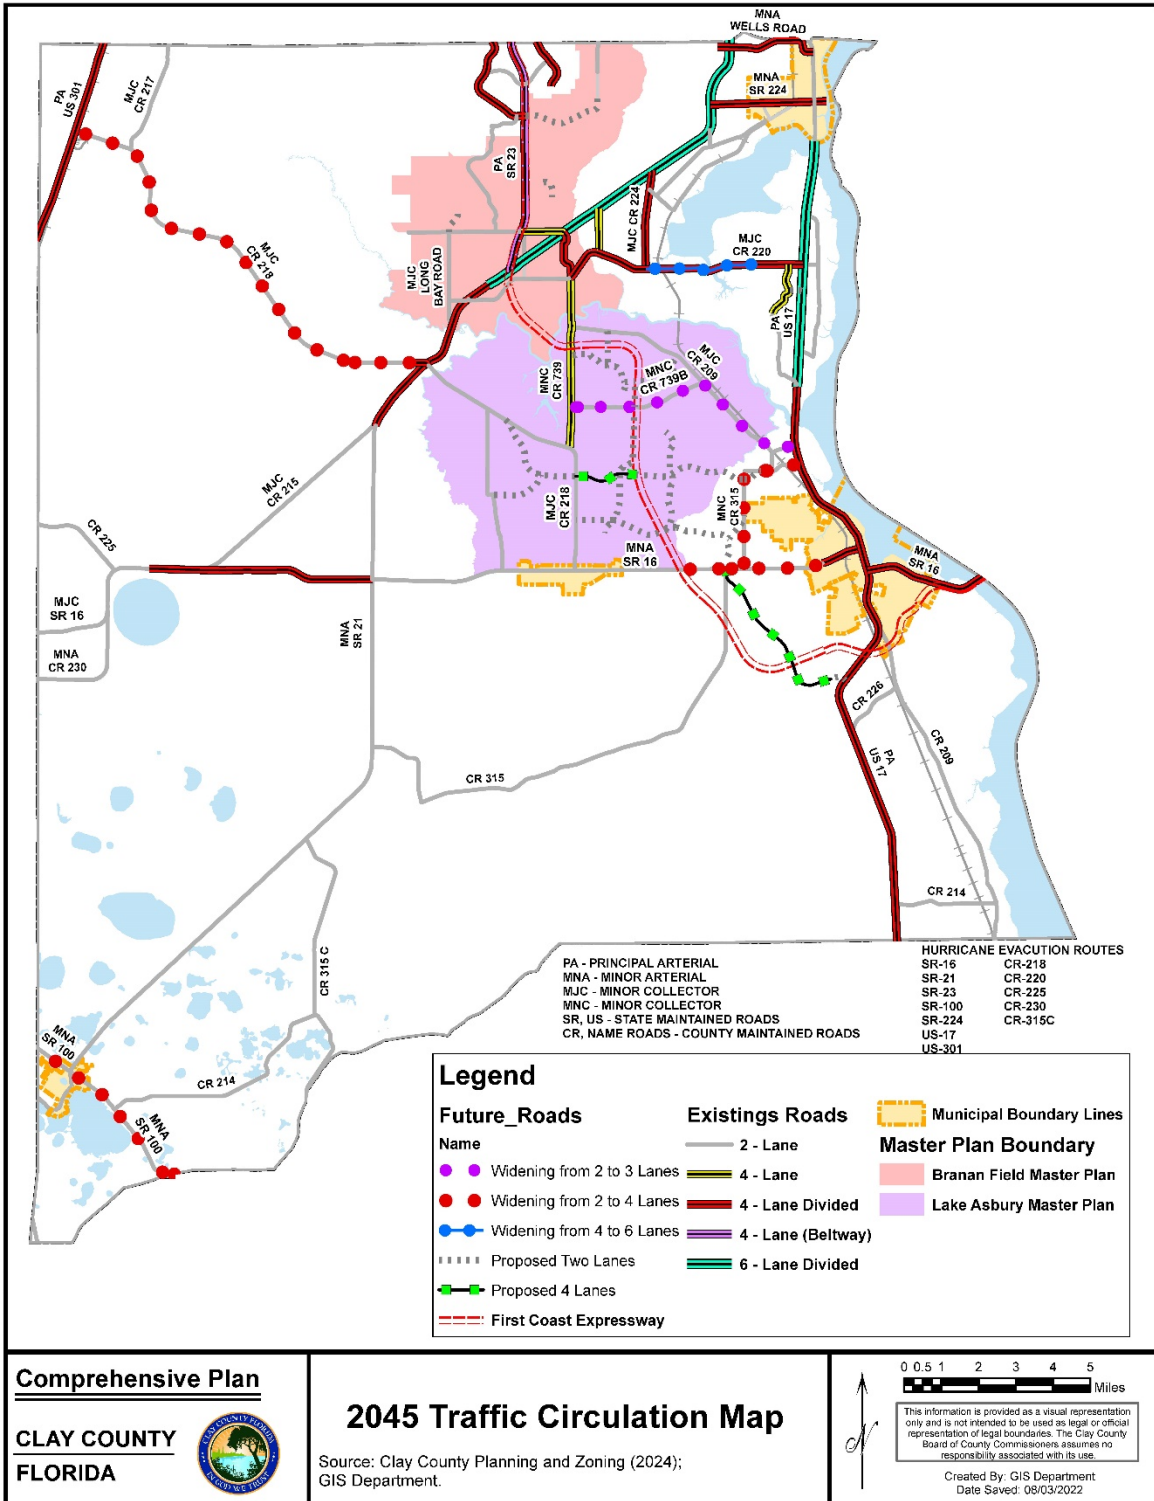 MNA
WELLS ROAD
PA
US 301
MJC
CR 217
MNA
SR 224
PA
SR 23
MJC CR 224
MJC
CR 218
MJC
LONG
BAY ROAD
MJC
CR 220
PA
US 17
MNC
CR 739
MNC
CR 739B
MJC
CR 209
MJC
CR 215
MJC
CR 218
MNC
CR 315
CR 225
MNA
SR 16
MNA
SR 16
MJC
SR 16
MNA
CR 230
MNA
SR 21
CR 226
CR 209
PA
US 17
CR 315
CR 214
CR 315 C
MNA
SR 100
CR 214
MNA
SR 100
PA - PRINCIPAL ARTERIAL
MNA - MINOR ARTERIAL
MJC - MINOR COLLECTOR
MNC - MINOR COLLECTOR
SR, US - STATE MAINTAINED ROADS
CR, NAME ROADS - COUNTY MAINTAINED ROADS
HURRICANE EVACUTION ROUTES
SR-16 CR-218
SR-21 CR-220
SR-23 CR-225
SR-100 CR-230
SR-224 CR-315C
US-17
US-301
Legend
Future_Roads
Name
Widening from 2 to 3 Lanes
Widening from 2 to 4 Lanes
Widening from 4 to 6 Lanes
Proposed Two Lanes
Proposed 4 Lanes
First Coast Expressway
Existings Roads
2 - Lane
4 - Lane
4 - Lane Divided
4 - Lane (Beltway)
6 - Lane Divided
Municipal Boundary Lines
Master Plan Boundary
Branan Field Master Plan
Lake Asbury Master Plan
Comprehensive Plan
CLAY COUNTY
FLORIDA
CLAY COUNTY FLORIDA
IN GOD WE TRUST
2045 Traffic Circulation Map
Source: Clay County Planning and Zoning (2024);
GIS Department.
N
0 0.5 1 2 3 4 5
Miles
This information is provided as a visual representation
only and is not intended to be used as legal or official
representation of legal boundaries. The Clay County
Board of County Commissioners assumes no
responsibility associated with its use.
Created By: GIS Department
Date Saved: 08/03/2022